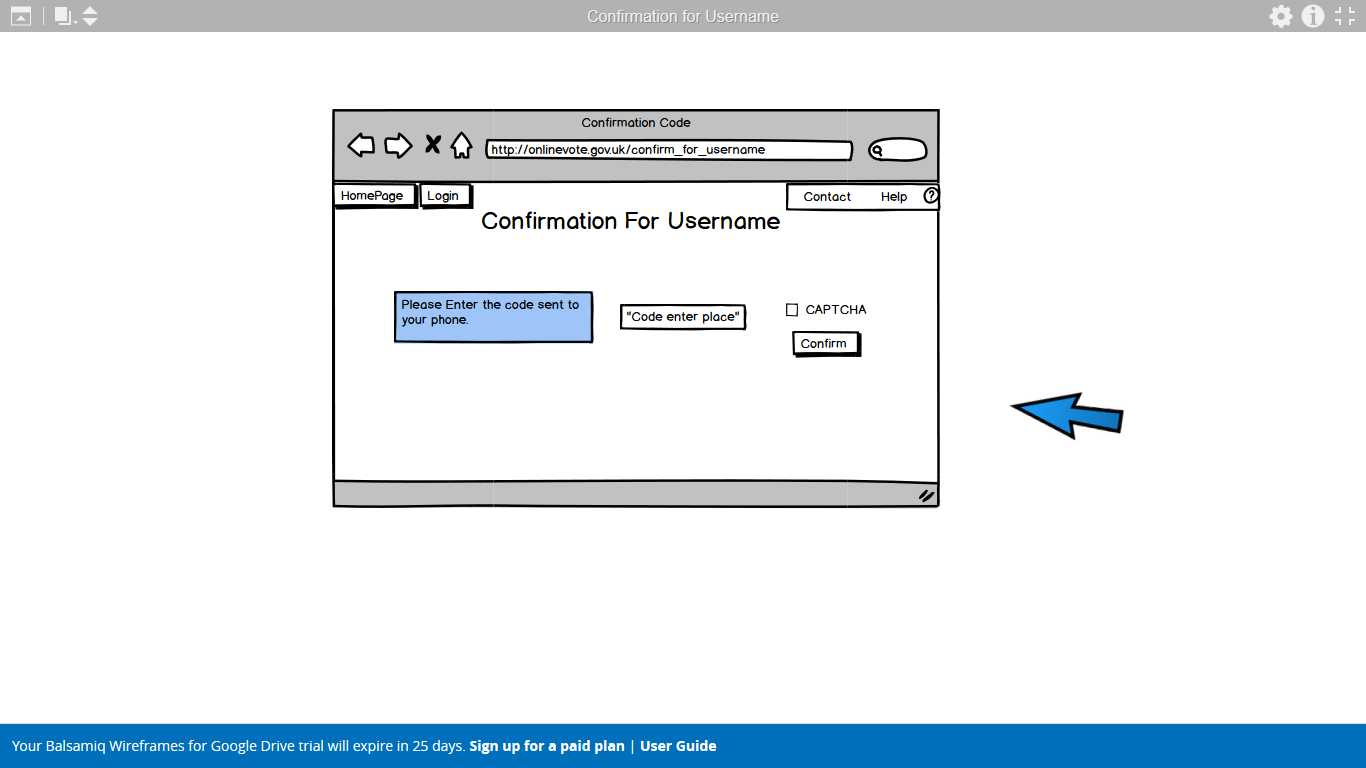 Confirmation for Username
Confirmation Code
http://onlinevote.gov.uk/confirm_for_username
HomePage
Login
Contact
Help
?
Confirmation For Username
Please Enter the code sent to
your phone.
"Code enter place"
CAPTCHA
Confirm
Your Balsamiq Wireframes for Google Drive trial will expire in 25 days. Sign up for a paid plan | User Guide